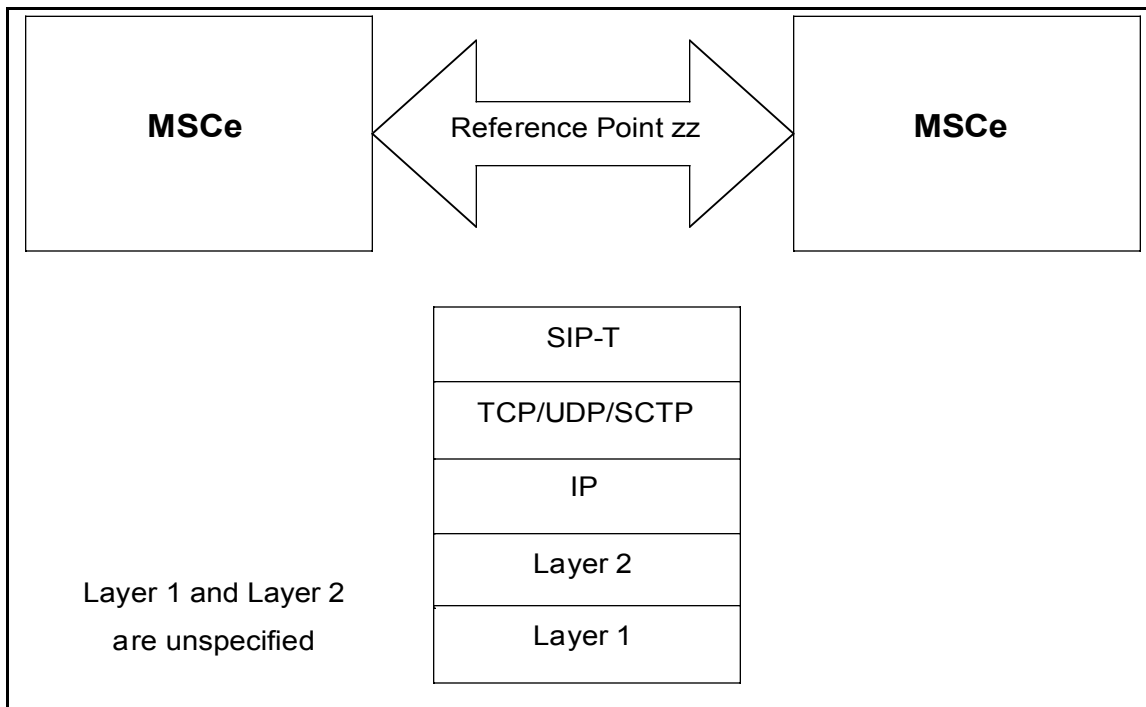 MSCe
Reference Point zz
MSCe
SIP-T
TCP/UDP/SCTP
IP
Layer 2
Layer 1
Layer 1 and Layer 2
are unspecified